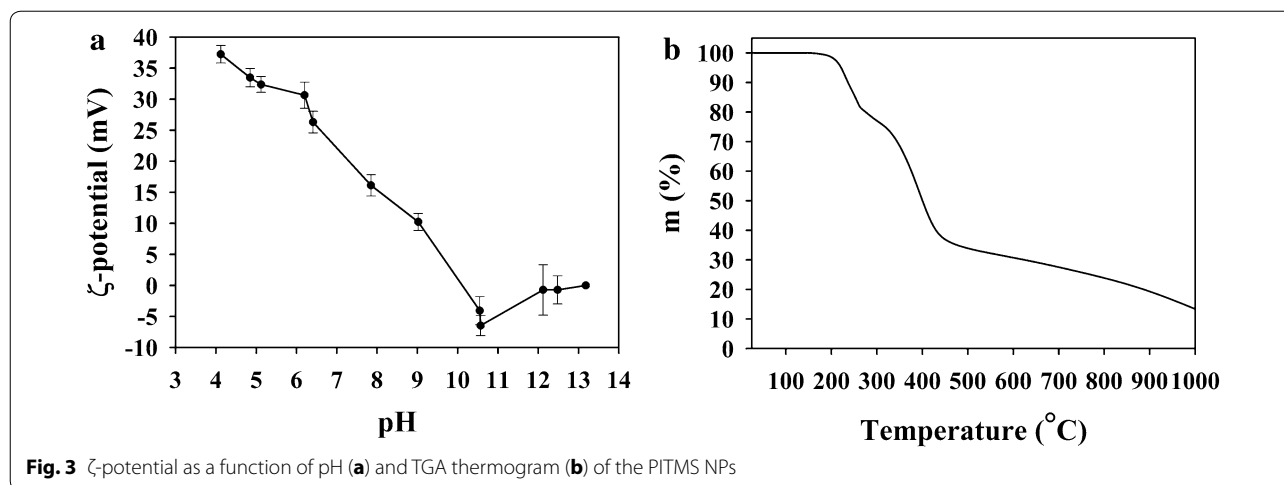 a
40
35
30
25
20
15
10
5
0
-5
-10
ζ-potential (mV)
3 4 5 6 7 8 9 10 11 12 13 14
pH
b
100
90
80
70
60
50
40
30
20
10
0
m (%)
100 200 300 400 500 600 700 800 900 1000
Temperature (°C)
Fig. 3 ζ-potential as a function of pH (a) and TGA thermogram (b) of the PITMS NPs